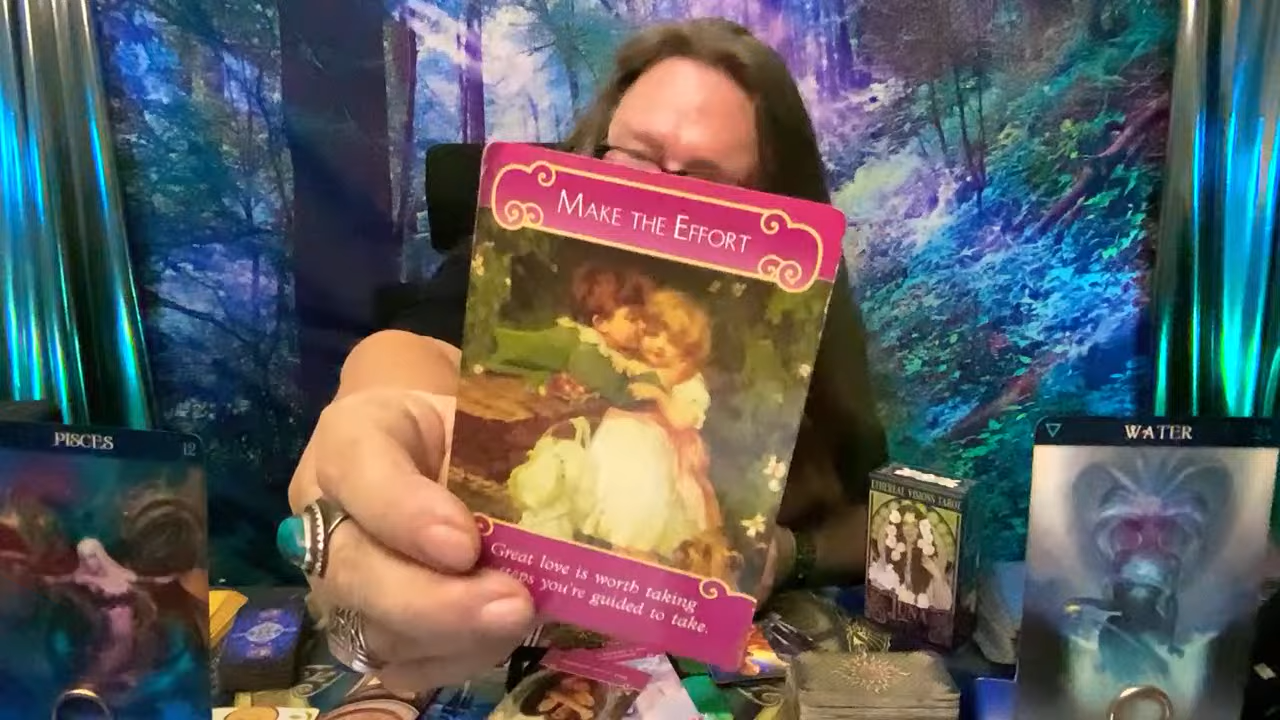 MAKE THE EFFORT
Great love is worth taking
steps you're guided to take.
PISCES
12
WATER
ETHEREAL VISIONS TAROT